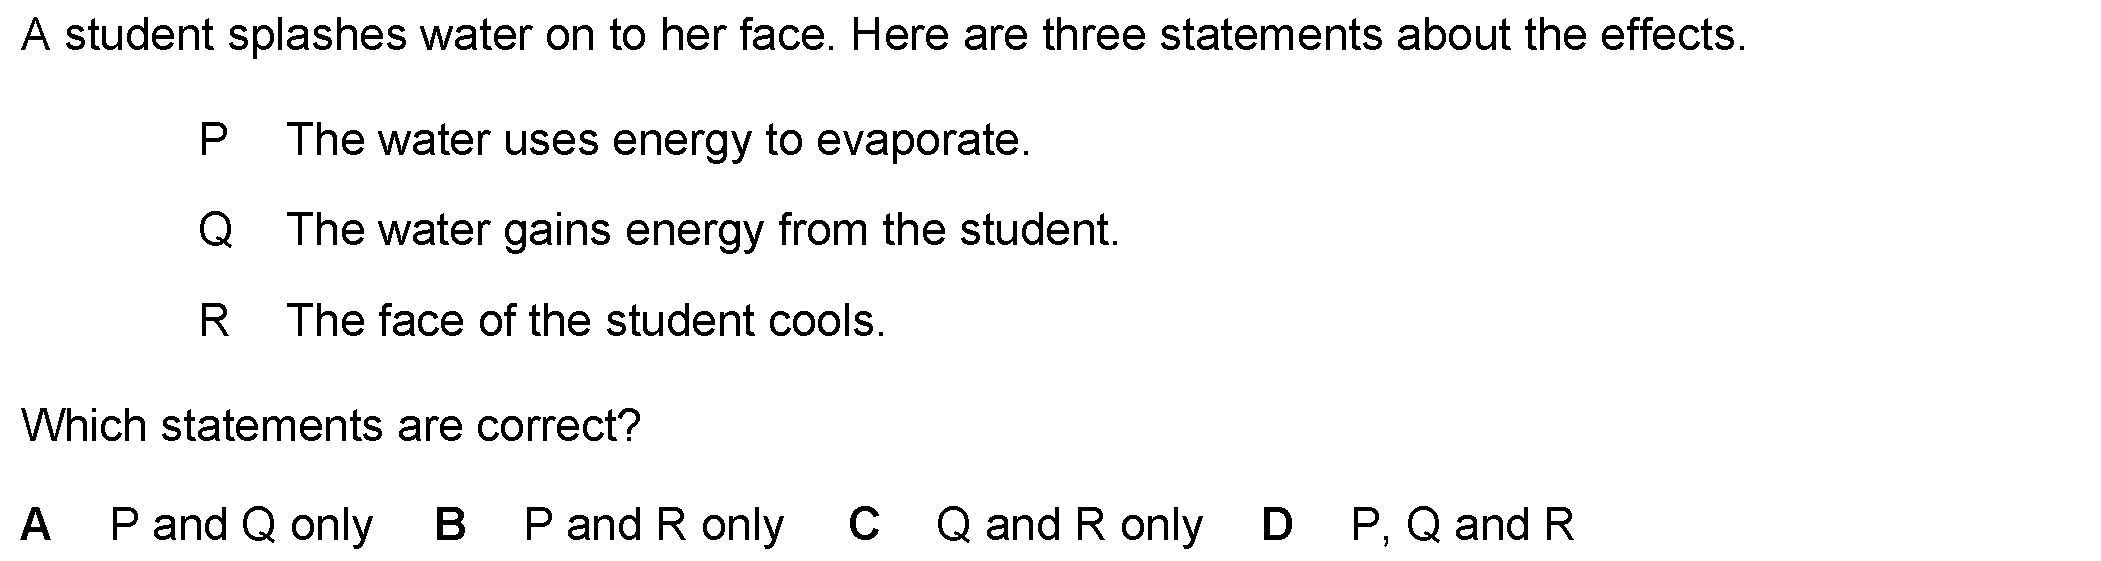 A student splashes water on to her face. Here are three statements about the effects.
P The water uses energy to evaporate.
Q The water gains energy from the student.
R The face of the student cools.
Which statements are correct?
A P and Q only B P and R only C Q and R only D P, Q and R